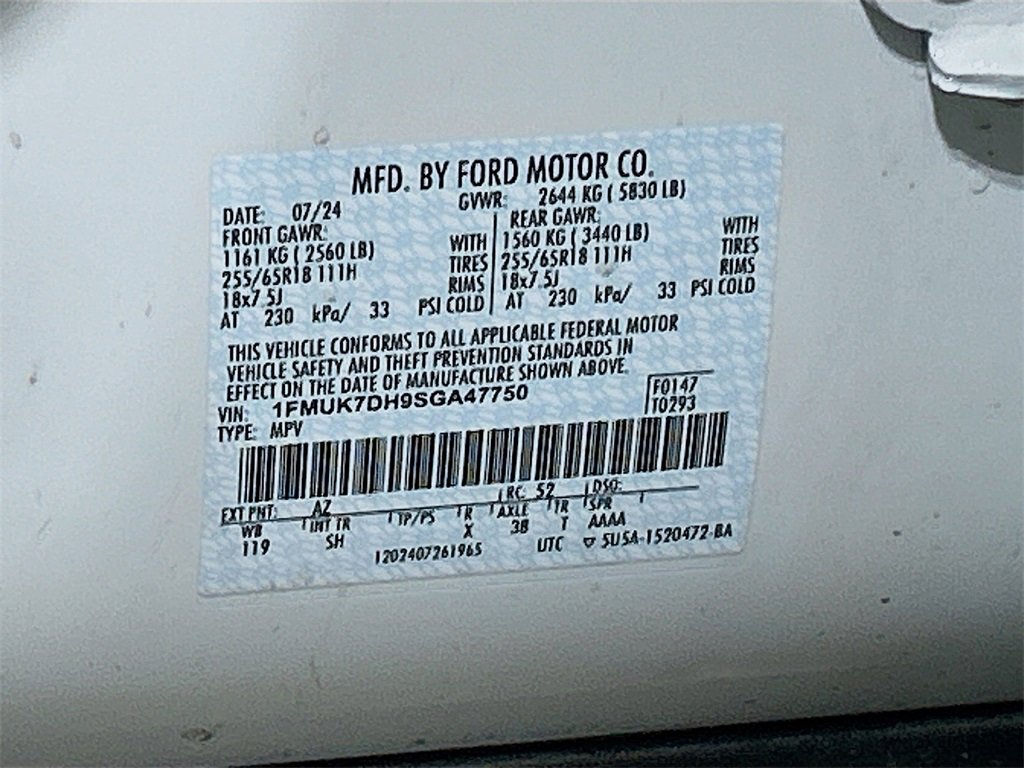 MFD. BY FORD MOTOR CO.
DATE: 07/24 GVWR: 2644 KG ( 5830 LB)
FRONT GAWR: REAR GAWR:
1161 KG ( 2560 LB) WITH 1560 KG ( 3440 LB) WITH
255/65R18 111H TIRES 255/65R18 111H TIRES
18x7.5J RIMS 18x7.5J RIMS
AT 230 kPa/ 33 PSI COLD AT 230 kPa/ 33 PSI COLD
THIS VEHICLE CONFORMS TO ALL APPLICABLE FEDERAL MOTOR
VEHICLE SAFETY AND THEFT PREVENTION STANDARDS IN
EFFECT ON THE DATE OF MANUFACTURE SHOWN ABOVE.
VIN: 1FMUK7DH9SGA47750 F0147
TYPE: MPV T0293
EXT PNT: AZ RC: 52 DSO:
WB INT TR TP/PS R AXLE TR SPR
119 SH X 3B T AAAA
1202407261965 UTC ▽ 5U5A-1520472-BA